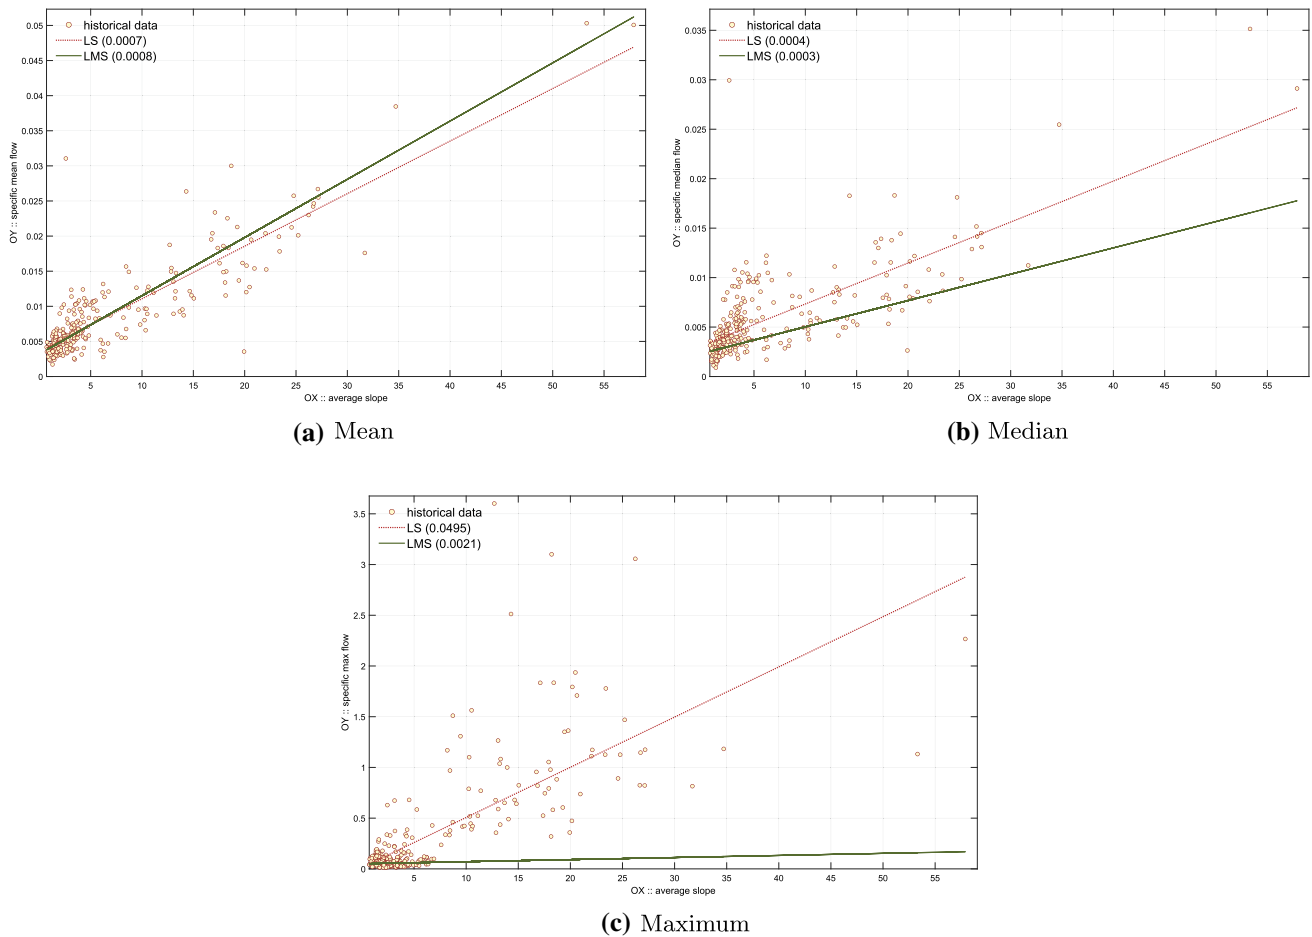 historical data
LS (0.0007)
LMS (0.0008)
0.05
0.045
0.04
0.035
0.03
0.025
0.02
0.015
0.01
0.005
0
OY :: specific mean flow
5 10 15 20 25 30 35 40 45 50 55
OX :: average slope
(a) Mean
historical data
LS (0.0004)
LMS (0.0003)
0.035
0.03
0.025
0.02
0.015
0.01
0.005
0
OY :: specific median flow
5 10 15 20 25 30 35 40 45 50 55
OX :: average slope
(b) Median
historical data
LS (0.0495)
LMS (0.0021)
3.5
3
2.5
2
1.5
1
0.5
0
OY :: specific max flow
5 10 15 20 25 30 35 40 45 50 55
OX :: average slope
(c) Maximum